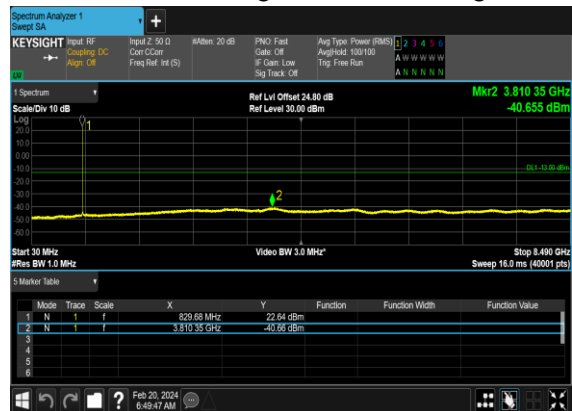 Spectrum Analyzer 1
Swept SA
KEYSIGHT Input: RF Input Z: 50 Ω #Atten: 20 dB PNO: Fast Avg Type: Power (RMS) 1 2 3 4 5 6
Coupling: DC Corr CCorr Gate: Off Avg|Hold: 100/100 A W W W W W
Align: Off Freq Ref: Int (S) IF Gain: Low Trig: Free Run
LXI Sig Track: Off A N N N N N
1 Spectrum Ref Lvl Offset 24.80 dB Mkr2 3.810 35 GHz
Scale/Div 10 dB Ref Level 30.00 dBm -40.655 dBm
Log
20.0 1
10.0
0.00
-10.0 DL1 -13.00 dBm
-20.0
-30.0 2
-40.0
-50.0
-60.0
Start 30 MHz Video BW 3.0 MHz* Stop 8.490 GHz
#Res BW 1.0 MHz Sweep 16.0 ms (40001 pts)
5 Marker Table
Mode Trace Scale X Y Function Function Width Function Value
1 N 1 f 829.68 MHz 22.64 dBm
2 N 1 f 3.810 35 GHz -40.66 dBm
3
4
5
6
? Feb 20, 2024
6:49:47 AM